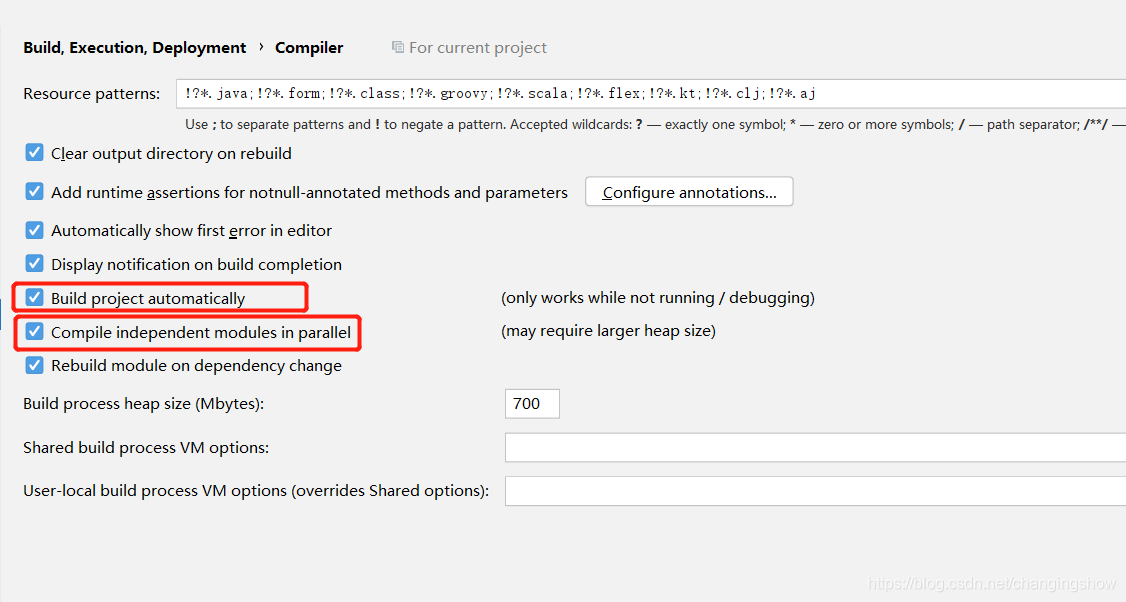 Build, Execution, Deployment › Compiler For current project
Resource patterns: !?*.java;!?*.form;!?*.class;!?*.groovy;!?*.scala;!?*.flex;!?*.kt;!?*.clj;!?*.aj
Use ; to separate patterns and ! to negate a pattern. Accepted wildcards: ? — exactly one symbol; * — zero or more symbols; / — path separator; /**/ —
Clear output directory on rebuild
Add runtime assertions for notnull-annotated methods and parameters Configure annotations...
Automatically show first error in editor
Display notification on build completion
Build project automatically (only works while not running / debugging)
Compile independent modules in parallel (may require larger heap size)
Rebuild module on dependency change
Build process heap size (Mbytes): 700
Shared build process VM options:
User-local build process VM options (overrides Shared options):
https://blog.csdn.net/changingshow